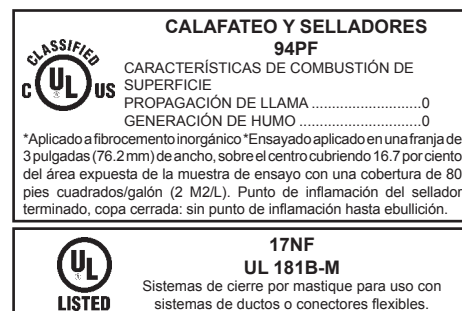 CALAFATEO Y SELLADORES
94PF
CLASSIFIED
C UL US
CARACTERÍSTICAS DE COMBUSTIÓN DE
SUPERFICIE
PROPAGACIÓN DE LLAMA ...........................0
GENERACIÓN DE HUMO ..............................0
*Aplicado a fibrocemento inorgánico *Ensayado aplicado en una franja de
3 pulgadas (76.2 mm) de ancho, sobre el centro cubriendo 16.7 por ciento
del área expuesta de la muestra de ensayo con una cobertura de 80
pies cuadrados/galón (2 M2/L). Punto de inflamación del sellador
terminado, copa cerrada: sin punto de inflamación hasta ebullición.
17NF
UL 181B-M
UL
LISTED
Sistemas de cierre por mastique para uso con
sistemas de ductos o conectores flexibles.